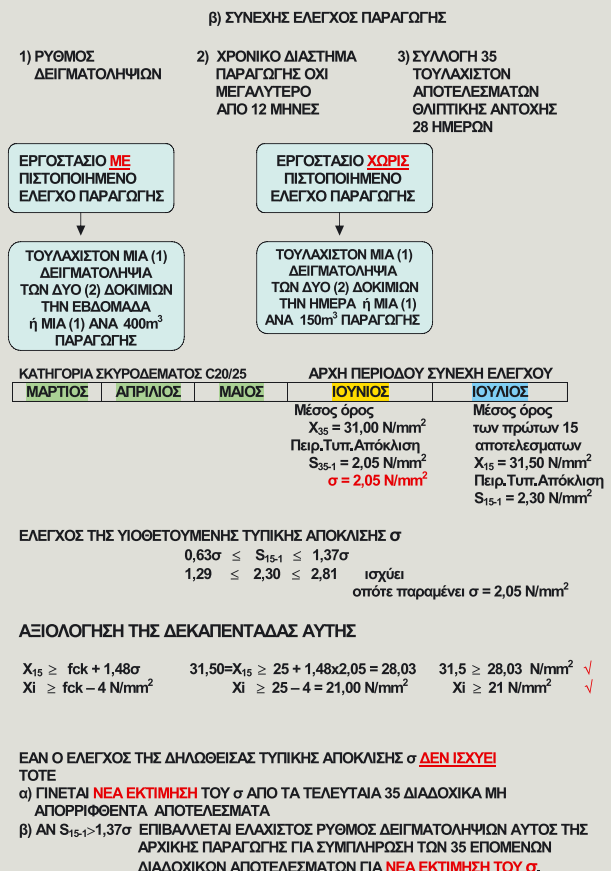 β) ΣΥΝΕΧΗΣ ΕΛΕΓΧΟΣ ΠΑΡΑΓΩΓΗΣ
1) ΡΥΘΜΟΣ
ΔΕΙΓΜΑΤΟΛΗΨΙΩΝ
2) ΧΡΟΝΙΚΟ ΔΙΑΣΤΗΜΑ
ΠΑΡΑΓΩΓΗΣ ΟΧΙ
ΜΕΓΑΛΥΤΕΡΟ
ΑΠΟ 12 ΜΗΝΕΣ
3) ΣΥΛΛΟΓΗ 35
ΤΟΥΛΑΧΙΣΤΟΝ
ΑΠΟΤΕΛΕΣΜΑΤΩΝ
ΘΛΙΠΤΙΚΗΣ ΑΝΤΟΧΗΣ
28 ΗΜΕΡΩΝ
ΕΡΓΟΣΤΑΣΙΟ ΜΕ
ΠΙΣΤΟΠΟΙΗΜΕΝΟ
ΕΛΕΓΧΟ ΠΑΡΑΓΩΓΗΣ
ΕΡΓΟΣΤΑΣΙΟ ΧΩΡΙΣ
ΠΙΣΤΟΠΟΙΗΜΕΝΟ
ΕΛΕΓΧΟ ΠΑΡΑΓΩΓΗΣ
ΤΟΥΛΑΧΙΣΤΟΝ ΜΙΑ (1)
ΔΕΙΓΜΑΤΟΛΗΨΙΑ
ΤΩΝ ΔΥΟ (2) ΔΟΚΙΜΙΩΝ
ΤΗΝ ΕΒΔΟΜΑΔΑ
ή ΜΙΑ (1) ΑΝΑ 400m³
ΠΑΡΑΓΩΓΗΣ
ΤΟΥΛΑΧΙΣΤΟΝ ΜΙΑ (1)
ΔΕΙΓΜΑΤΟΛΗΨΙΑ
ΤΩΝ ΔΥΟ (2) ΔΟΚΙΜΙΩΝ
ΤΗΝ ΗΜΕΡΑ ή ΜΙΑ (1)
ΑΝΑ 150m³ ΠΑΡΑΓΩΓΗΣ
ΚΑΤΗΓΟΡΙΑ ΣΚΥΡΟΔΕΜΑΤΟΣ C20/25 ΑΡΧΗ ΠΕΡΙΟΔΟΥ ΣΥΝΕΧΗ ΕΛΕΓΧΟΥ
ΜΑΡΤΙΟΣ ΑΠΡΙΛΙΟΣ ΜΑΙΟΣ ΙΟΥΝΙΟΣ ΙΟΥΛΙΟΣ
Μέσος όρος
X₃₅ = 31,00 N/mm²
Πειρ.Τυπ.Απόκλιση
S₃₅₋₁ = 2,05 N/mm²
σ = 2,05 N/mm²
Μέσος όρος
των πρώτων 15
αποτελεσματων
X₁₅ = 31,50 N/mm²
Πειρ.Τυπ.Απόκλιση
S₁₅₋₁ = 2,30 N/mm²
ΕΛΕΓΧΟΣ ΤΗΣ ΥΙΟΘΕΤΟΥΜΕΝΗΣ ΤΥΠΙΚΗΣ ΑΠΟΚΛΙΣΗΣ σ
0,63σ ≤ S₁₅₋₁ ≤ 1,37σ
1,29 ≤ 2,30 ≤ 2,81 ισχύει
οπότε παραμένει σ = 2,05 N/mm²
ΑΞΙΟΛΟΓΗΣΗ ΤΗΣ ΔΕΚΑΠΕΝΤΑΔΑΣ ΑΥΤΗΣ
X₁₅ ≥ fck + 1,48σ 31,50=X₁₅ ≥ 25 + 1,48x2,05 = 28,03 31,5 ≥ 28,03 N/mm² √
Xi ≥ fck – 4 N/mm² Xi ≥ 25 – 4 = 21,00 N/mm² Xi ≥ 21 N/mm² √
ΕΑΝ Ο ΕΛΕΓΧΟΣ ΤΗΣ ΔΗΛΩΘΕΙΣΑΣ ΤΥΠΙΚΗΣ ΑΠΟΚΛΙΣΗΣ σ ΔΕΝ ΙΣΧΥΕΙ
ΤΟΤΕ
α) ΓΙΝΕΤΑΙ ΝΕΑ ΕΚΤΙΜΗΣΗ ΤΟΥ σ ΑΠΟ ΤΑ ΤΕΛΕΥΤΑΙΑ 35 ΔΙΑΔΟΧΙΚΑ ΜΗ
ΑΠΟΡΡΙΦΘΕΝΤΑ ΑΠΟΤΕΛΕΣΜΑΤΑ
β) ΑΝ S₁₅₋₁>1,37σ ΕΠΙΒΑΛΛΕΤΑΙ ΕΛΑΧΙΣΤΟΣ ΡΥΘΜΟΣ ΔΕΙΓΜΑΤΟΛΗΨΙΩΝ ΑΥΤΟΣ ΤΗΣ
ΑΡΧΙΚΗΣ ΠΑΡΑΓΩΓΗΣ ΓΙΑ ΣΥΜΠΛΗΡΩΣΗ ΤΩΝ 35 ΕΠΟΜΕΝΩΝ
ΔΙΑΔΟΧΙΚΩΝ ΑΠΟΤΕΛΕΣΜΑΤΩΝ ΓΙΑ ΝΕΑ ΕΚΤΙΜΗΣΗ ΤΟΥ σ.